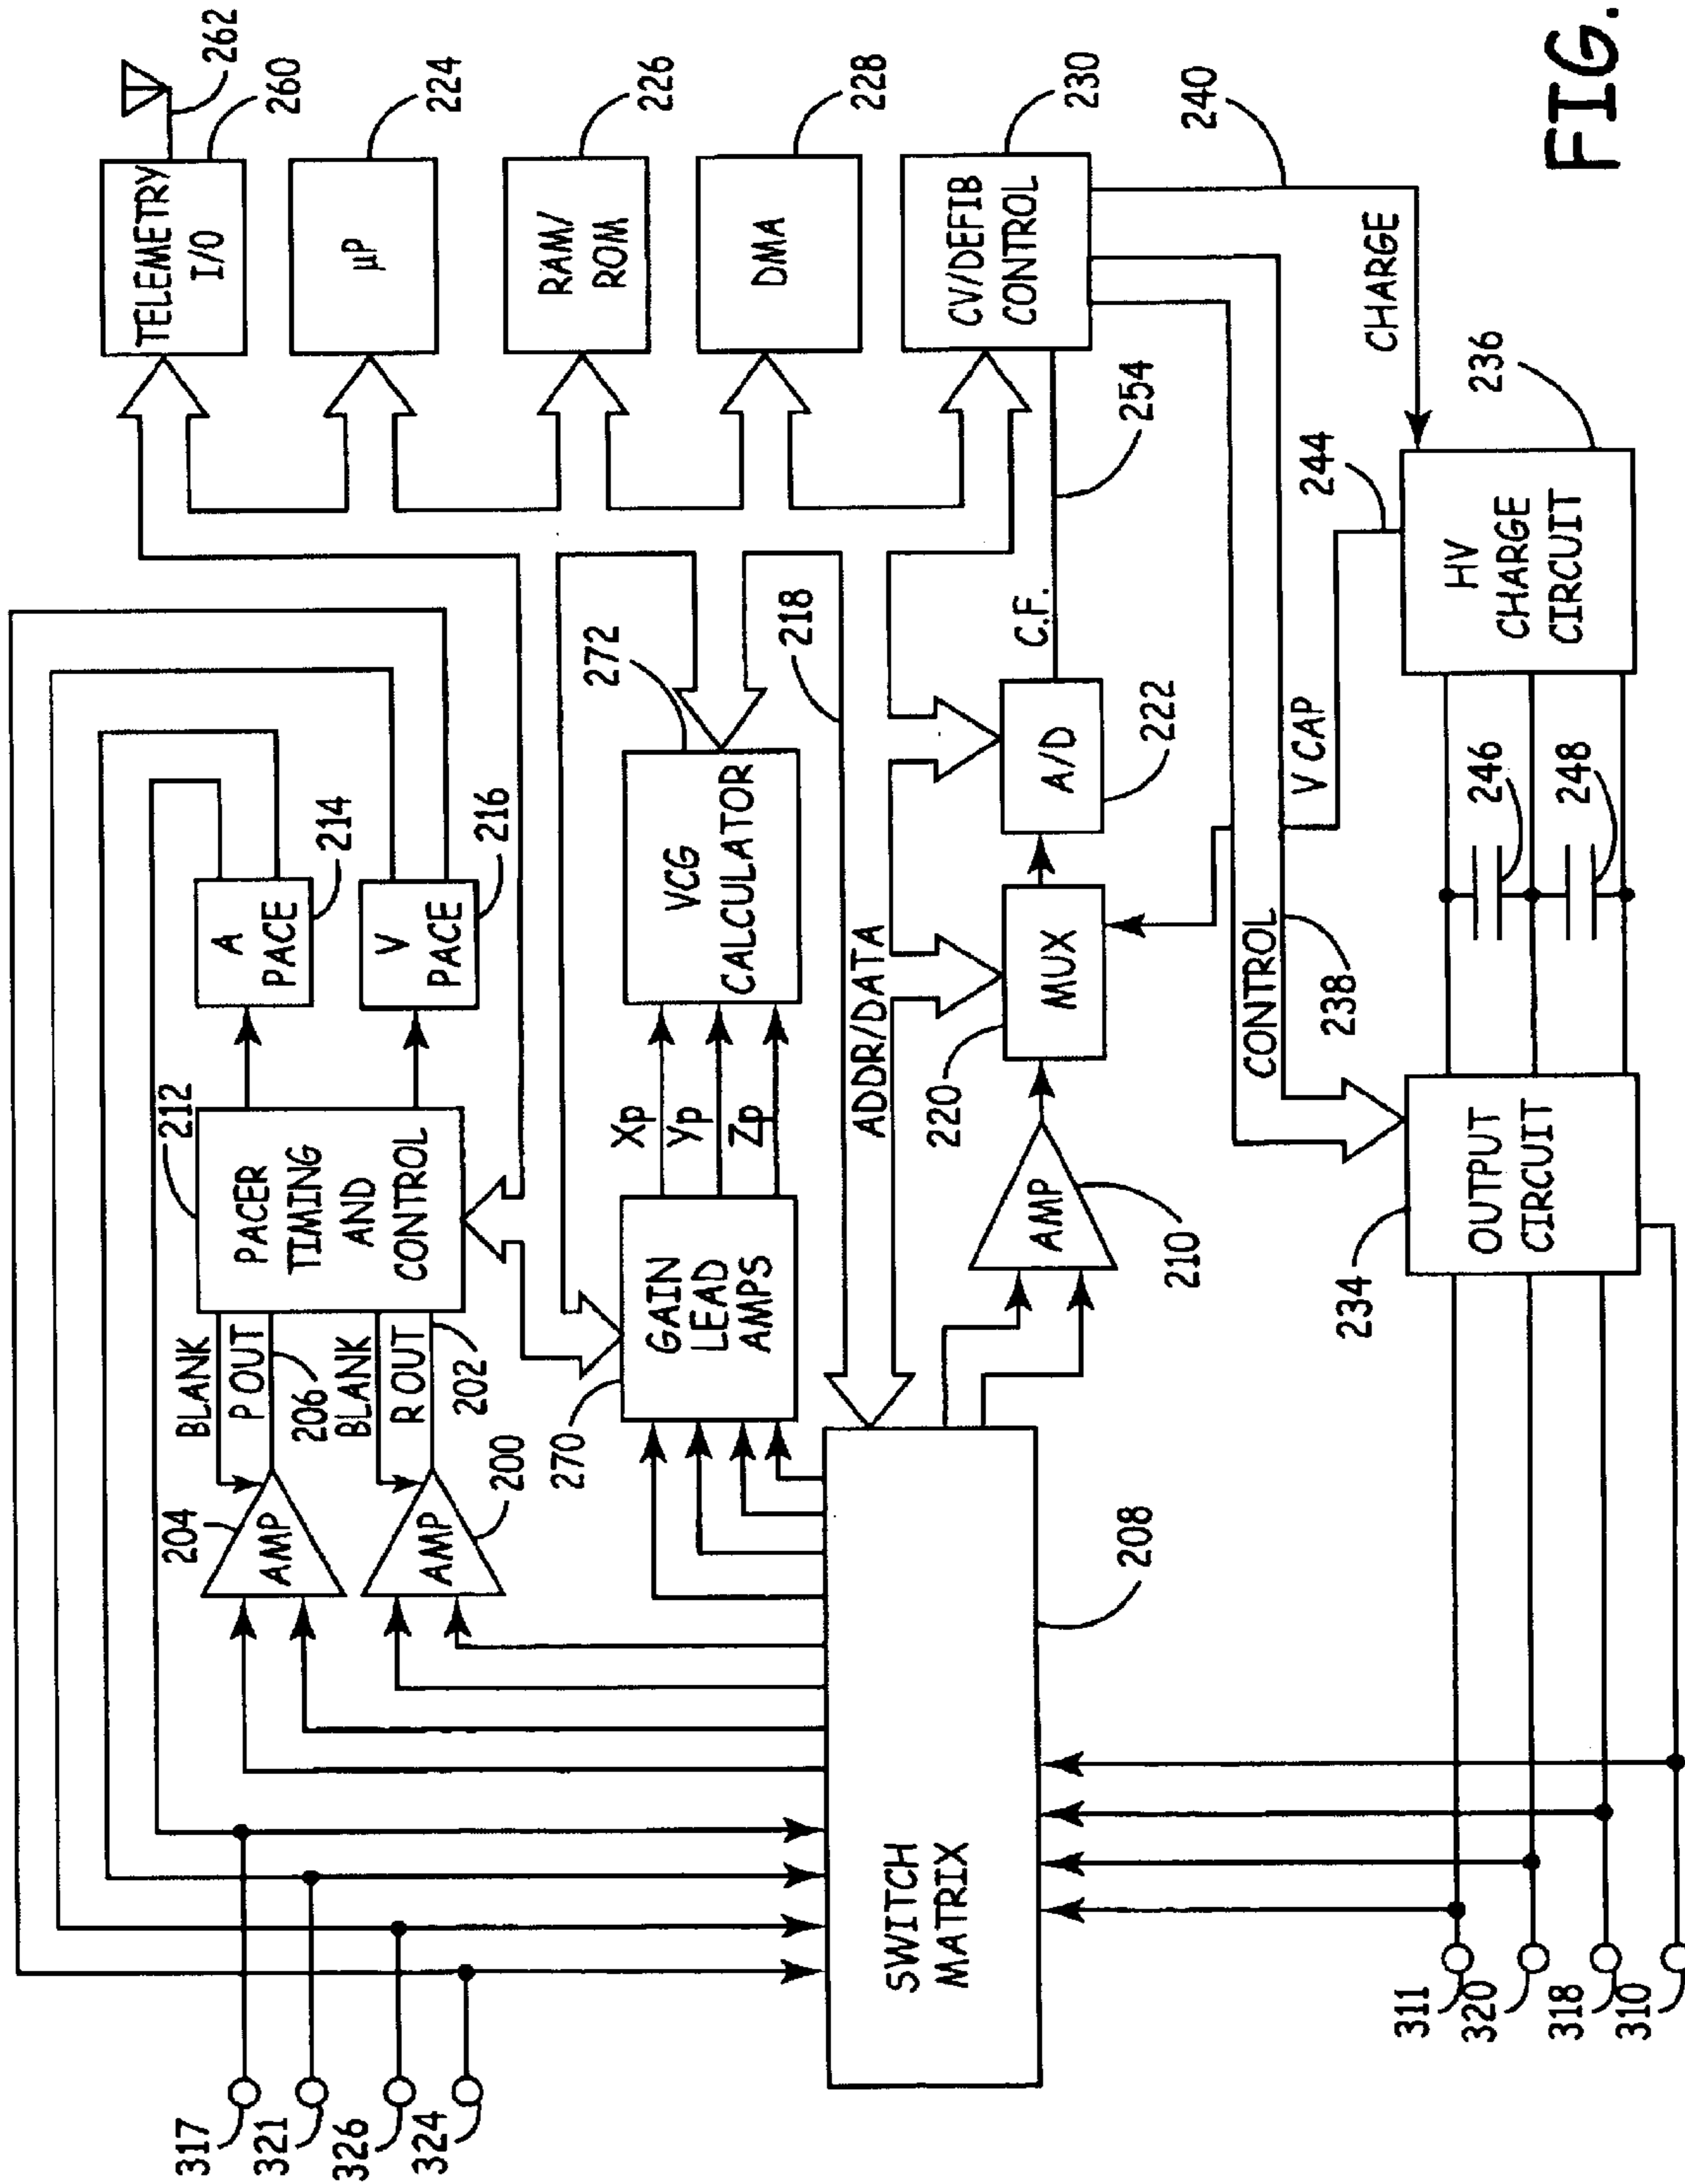 317
321
326
324
204
AMP
BLANK
P OUT
206
BLANK
R OUT
202
AMP
200
212
PACER
TIMING
AND
CONTROL
A
PACE
214
V
PACE
216
270
GAIN
LEAD
AMPS
Xp
Yp
Zp
VCG
CALCULATOR
272
TELEMETRY
I/O
262
260
μP
224
RAM/
ROM
226
DMA
228
CV/DEFIB
CONTROL
230
SWITCH
MATRIX
208
ADDR/DATA
218
AMP
210
220
MUX
A/D
222
C.F.
254
240
CHARGE
CONTROL
238
V CAP
244
311
320
318
310
234
OUTPUT
CIRCUIT
246
248
HV
CHARGE
CIRCUIT
236
FIG.